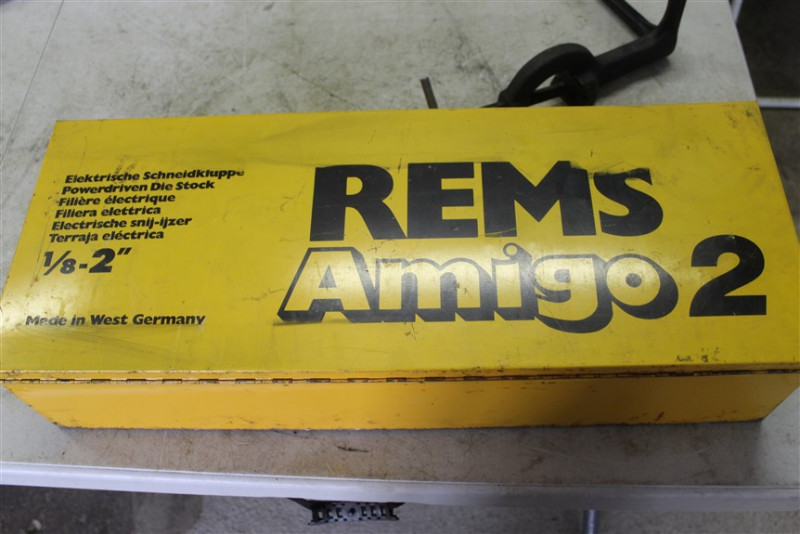 Elektrische Schneidkluppe
Powerdriven Die Stock
Filière électrique
Filiera elettrica
Electrische snij-ijzer
Terraja eléctrica
1/8-2"
Made in West Germany
REMS
Amigo 2